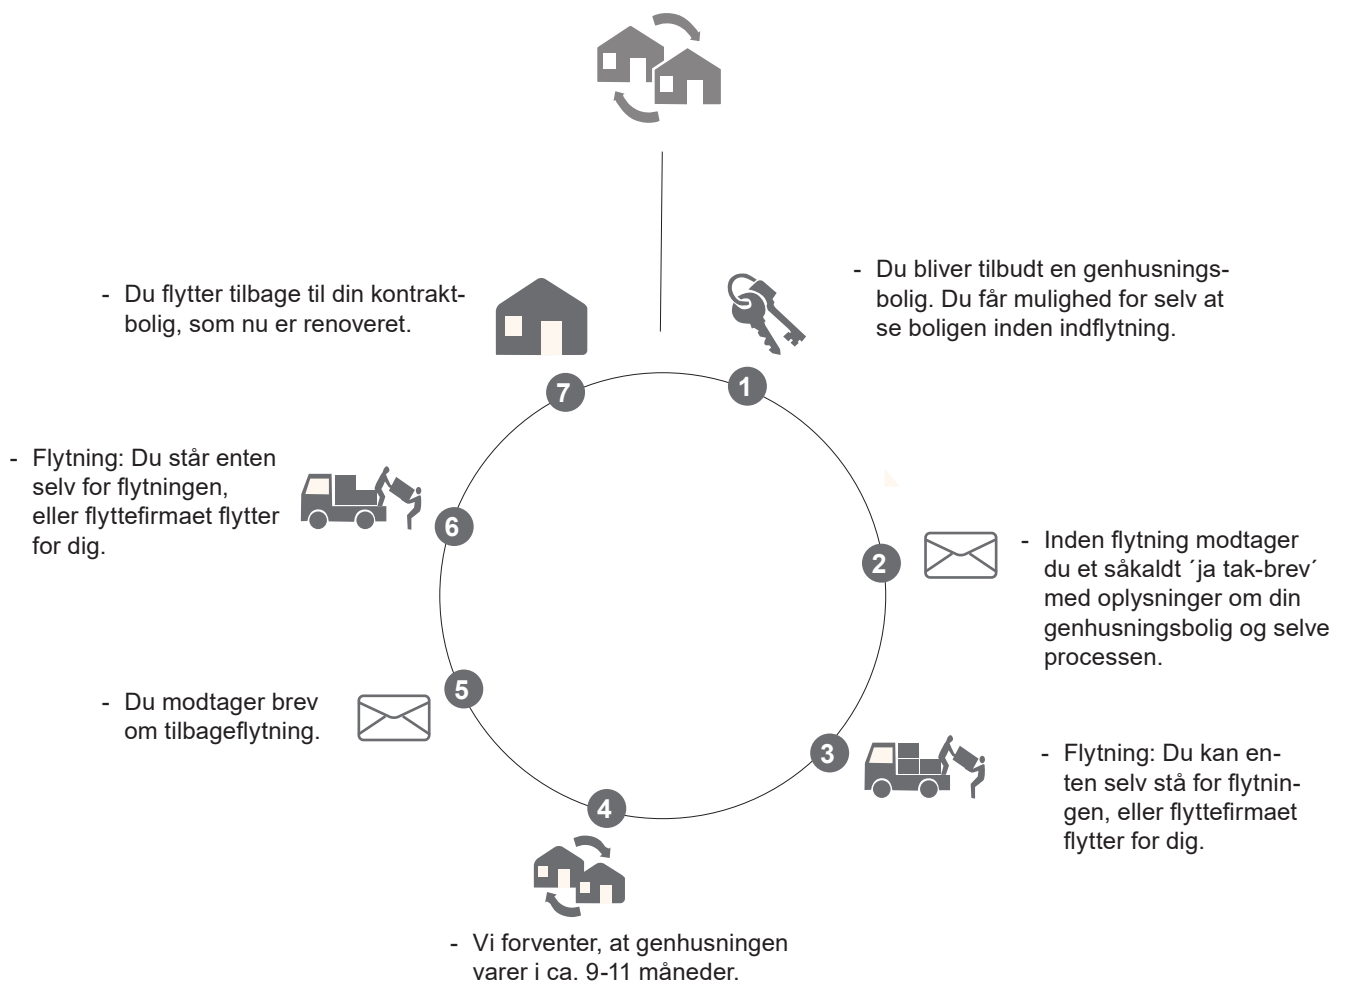 1
- Du bliver tilbudt en genhusnings-
bolig. Du får mulighed for selv at
se boligen inden indflytning.
2
- Inden flytning modtager
du et såkaldt ´ja tak-brev´
med oplysninger om din
genhusningsbolig og selve
processen.
3
- Flytning: Du kan en-
ten selv stå for flytnin-
gen, eller flyttefirmaet
flytter for dig.
4
- Vi forventer, at genhusningen
varer i ca. 9-11 måneder.
5
- Du modtager brev
om tilbageflytning.
6
- Flytning: Du står enten
selv for flytningen,
eller flyttefirmaet flytter
for dig.
7
- Du flytter tilbage til din kontrakt-
bolig, som nu er renoveret.